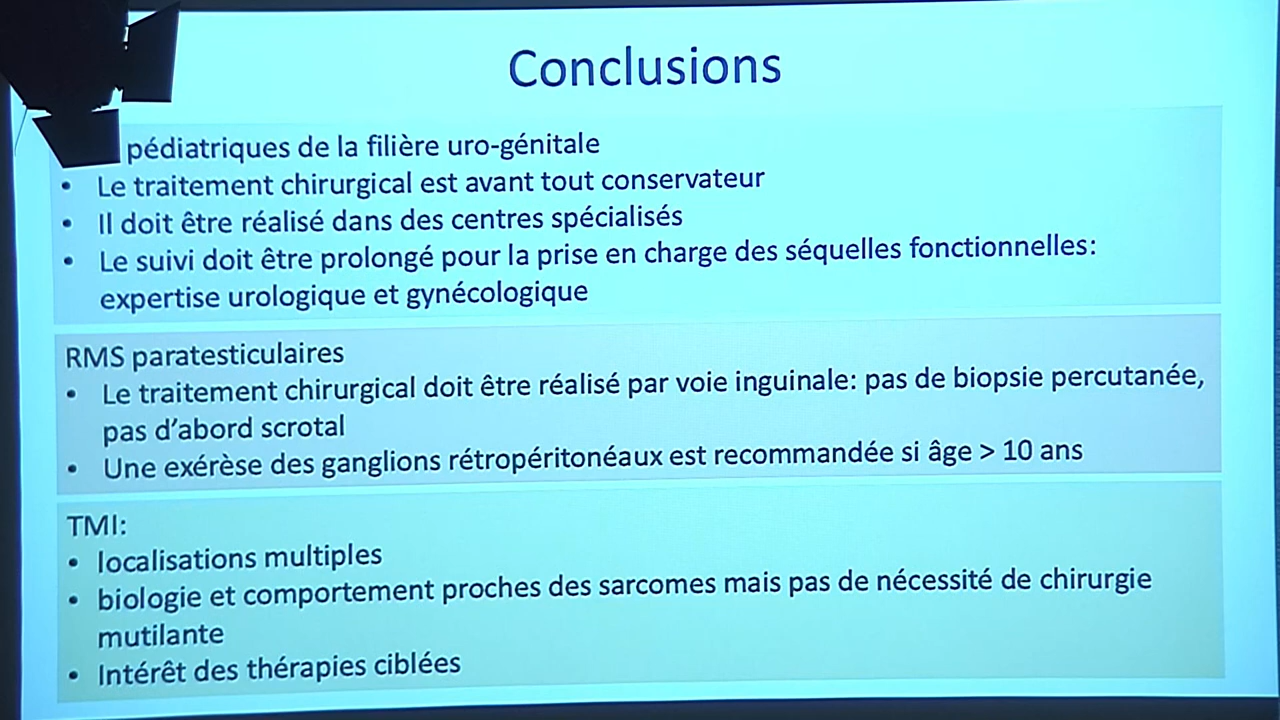 Conclusions
pédiatriques de la filière uro-génitale
• Le traitement chirurgical est avant tout conservateur
• Il doit être réalisé dans des centres spécialisés
• Le suivi doit être prolongé pour la prise en charge des séquelles fonctionnelles:
expertise urologique et gynécologique
RMS paratesticulaires
• Le traitement chirurgical doit être réalisé par voie inguinale: pas de biopsie percutanée,
pas d’abord scrotal
• Une exérèse des ganglions rétropéritonéaux est recommandée si âge > 10 ans
TMI:
• localisations multiples
• biologie et comportement proches des sarcomes mais pas de nécessité de chirurgie
mutilante
• Intérêt des thérapies ciblées